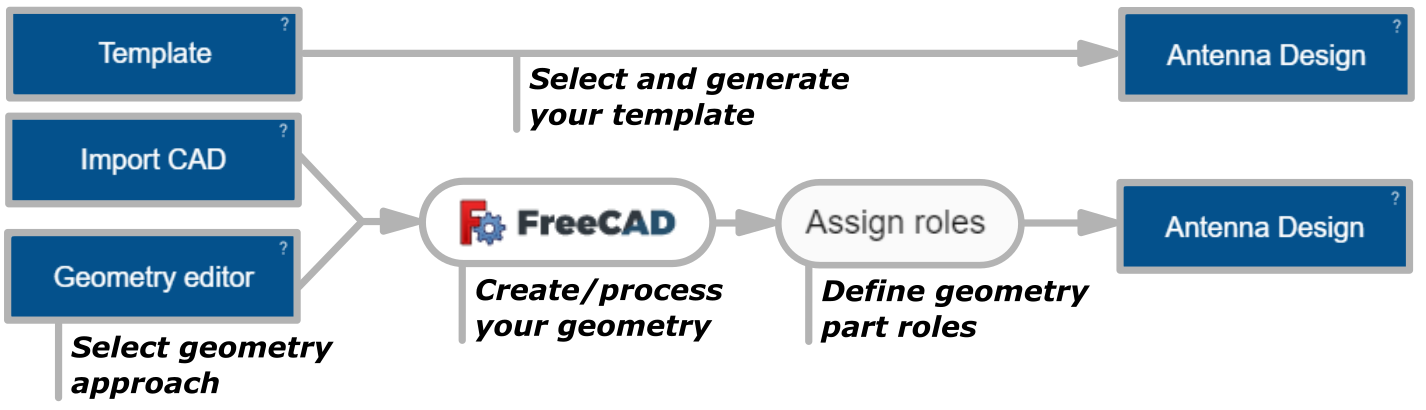 Template ?
Antenna Design ?
Select and generate
your template
Import CAD ?
FreeCAD
Assign roles
Antenna Design ?
Geometry editor ?
Create/process
your geometry
Define geometry
part roles
Select geometry
approach